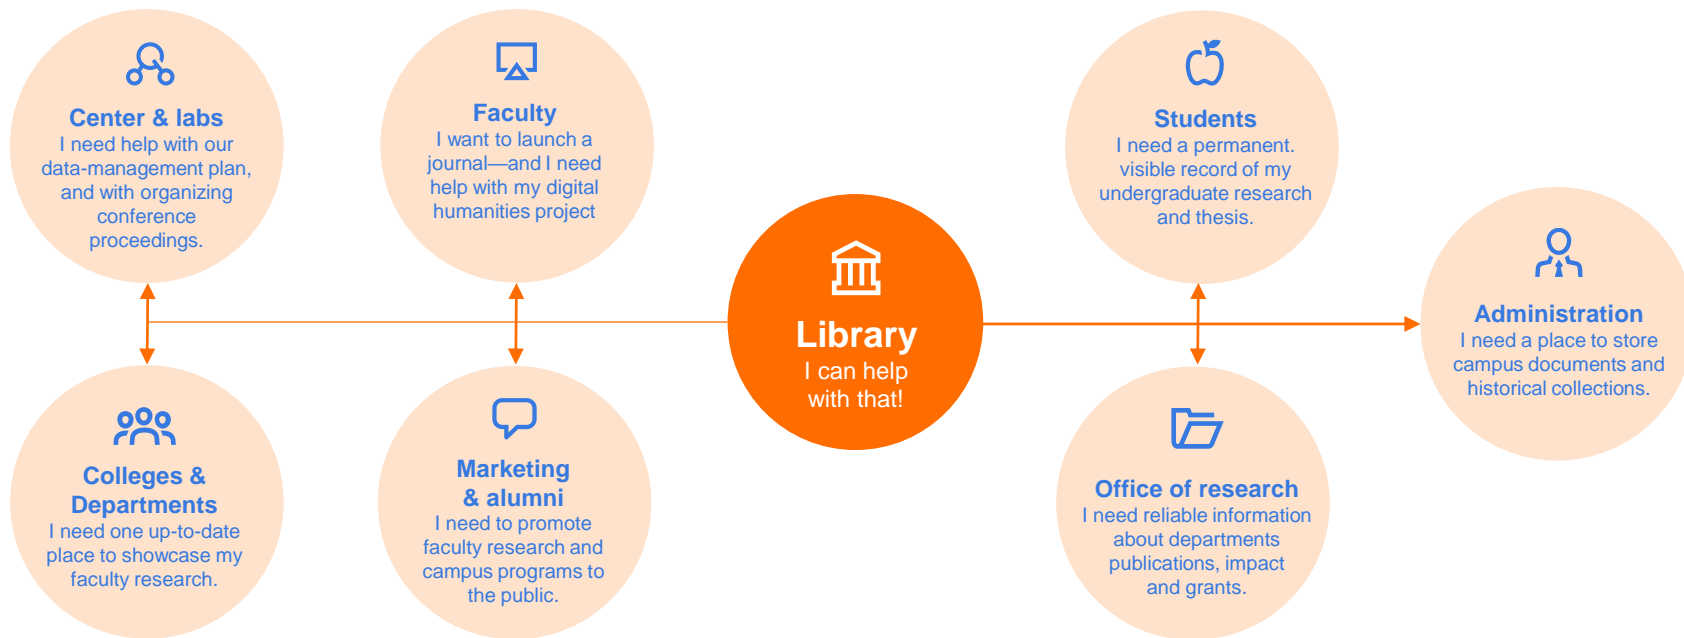 Center & labs
I need help with our
data-management plan,
and with organizing
conference
proceedings.
Faculty
I want to launch a
journal—and I need
help with my digital
humanities project
Students
I need a permanent.
visible record of my
undergraduate research
and thesis.
Library
I can help
with that!
Administration
I need a place to store
campus documents and
historical collections.
Colleges &
Departments
I need one up-to-date
place to showcase my
faculty research.
Marketing
& alumni
I need to promote
faculty research and
campus programs to
the public.
Office of research
I need reliable information
about departments
publications, impact
and grants.